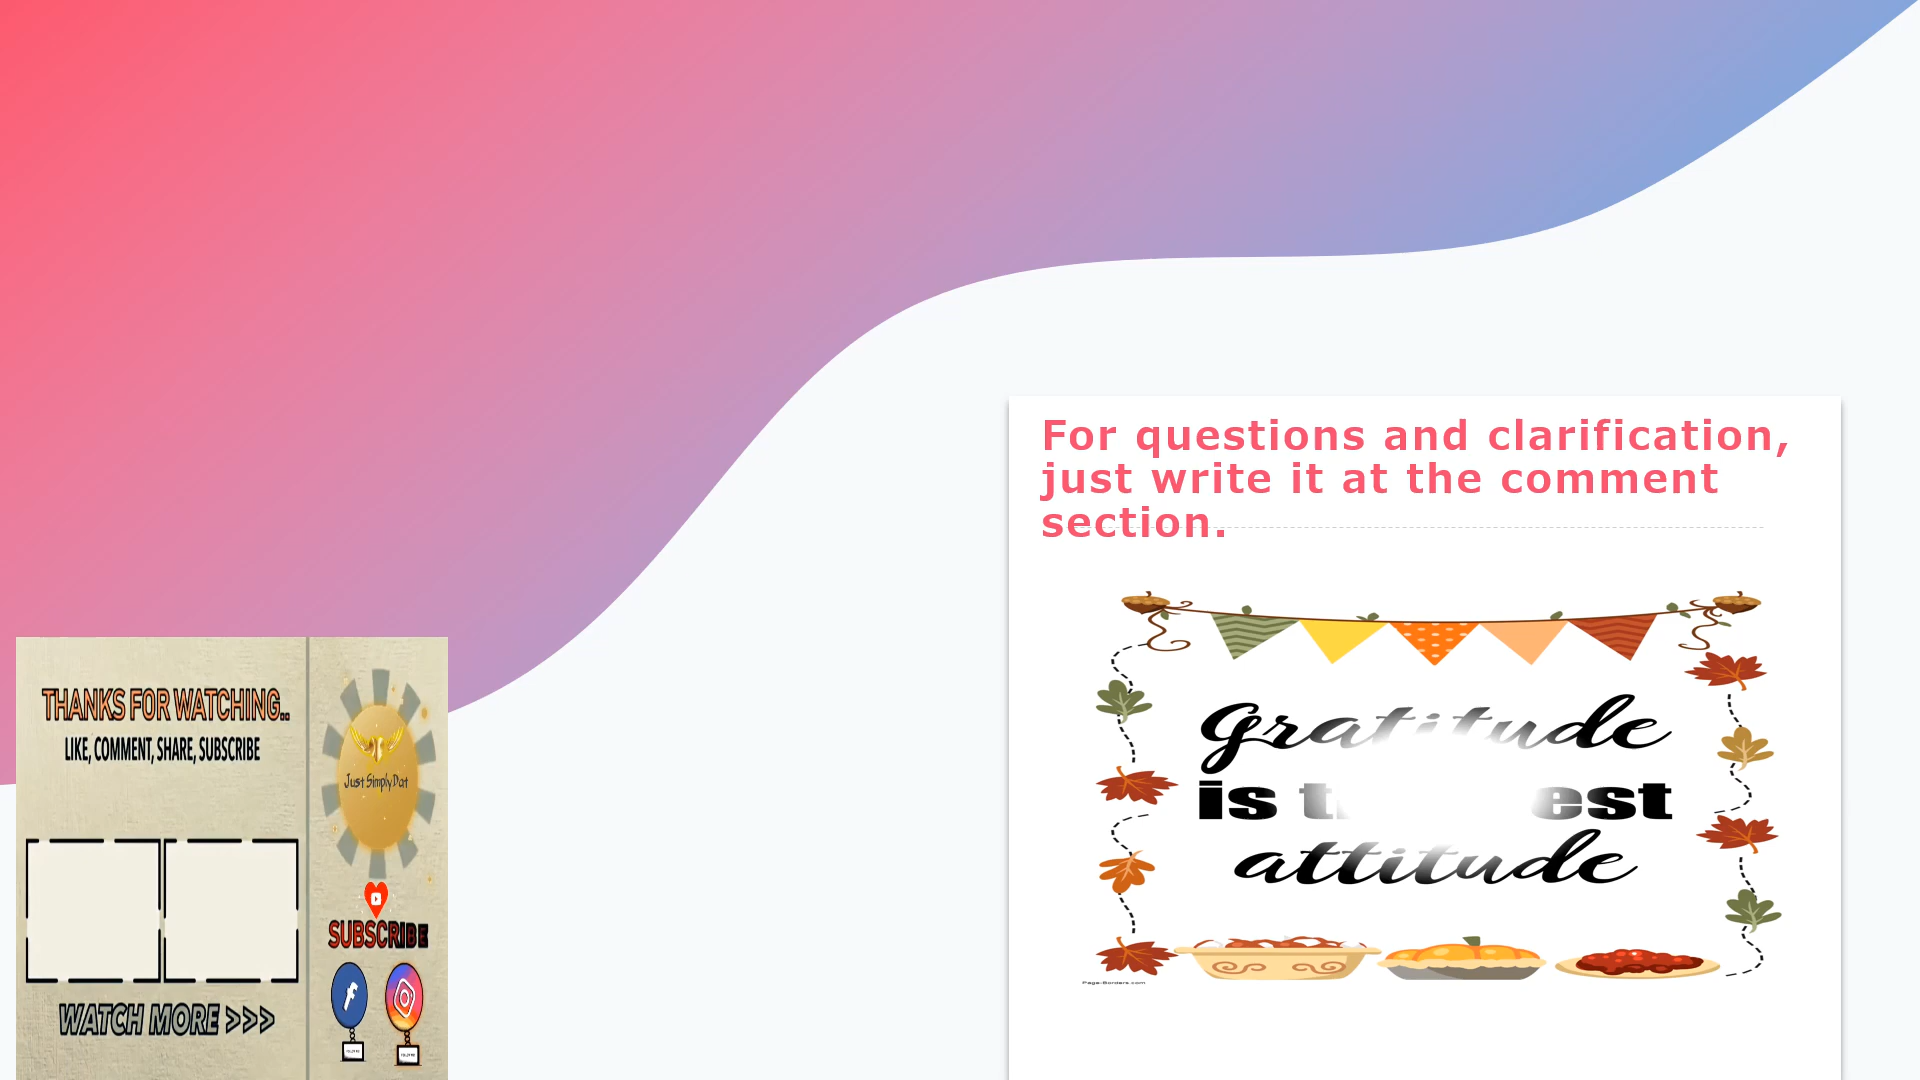 For questions and clarification,
just write it at the comment
section.
Gratitude
is est
attitude
Page-Borders.com
THANKS FOR WATCHING..
LIKE, COMMENT, SHARE, SUBSCRIBE
Just Simply Dat
SUBSCRIBE
WATCH MORE >>>